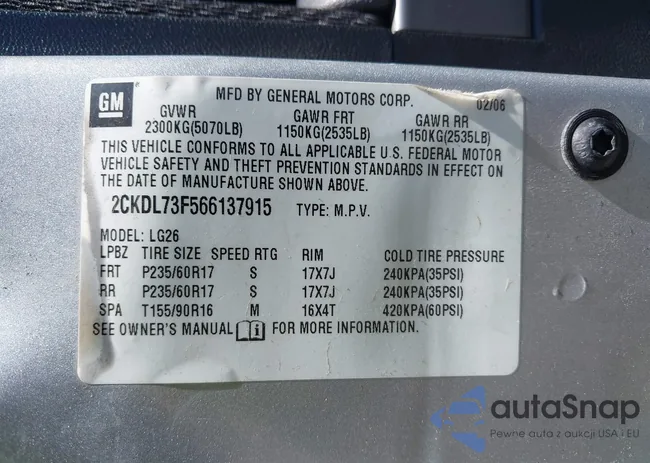 GM
MFD BY GENERAL MOTORS CORP. 02/06
GVWR GAWR FRT GAWR RR
2300KG(5070LB) 1150KG(2535LB) 1150KG(2535LB)
THIS VEHICLE CONFORMS TO ALL APPLICABLE U.S. FEDERAL MOTOR
VEHICLE SAFETY AND THEFT PREVENTION STANDARDS IN EFFECT ON
THE DATE OF MANUFACTURE SHOWN ABOVE.
2CKDL73F566137915 TYPE: M.P.V.
MODEL: LG26
LPBZ TIRE SIZE SPEED RTG RIM COLD TIRE PRESSURE
FRT P235/60R17 S 17X7J 240KPA(35PSI)
RR P235/60R17 S 17X7J 240KPA(35PSI)
SPA T155/90R16 M 16X4T 420KPA(60PSI)
SEE OWNER'S MANUAL FOR MORE INFORMATION.
autaSnap
Pewne auta z aukcji USA i EU